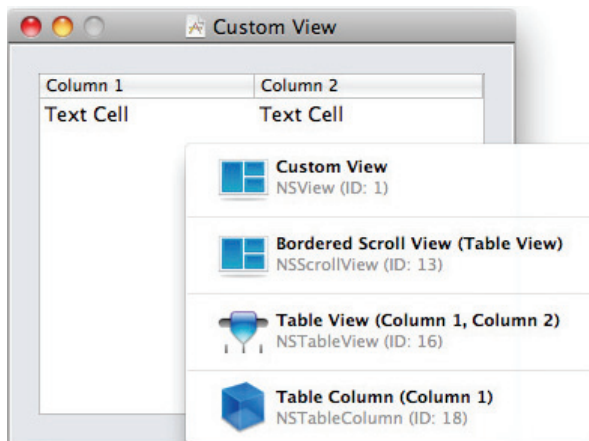 Custom View
Column 1 Column 2
Text Cell Text Cell
Custom View
NSView (ID: 1)
Bordered Scroll View (Table View)
NSScrollView (ID: 13)
Table View (Column 1, Column 2)
NSTableView (ID: 16)
Table Column (Column 1)
NSTableColumn (ID: 18)